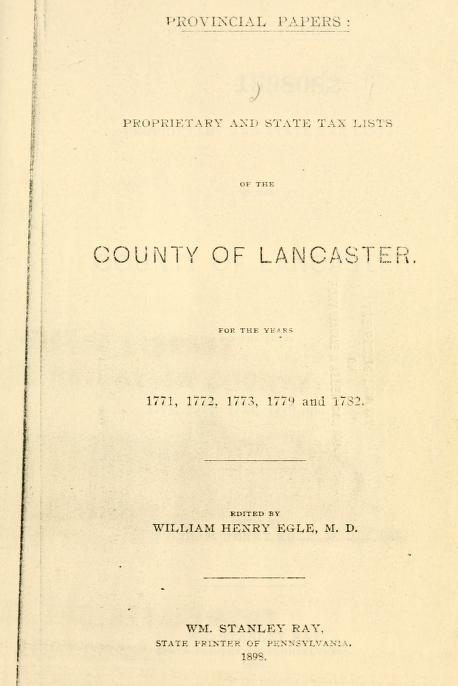 PROVINCIAL PAPERS:
PROPRIETARY AND STATE TAX LISTS
OF THE
COUNTY OF LANCASTER.
FOR THE YEARS
1771, 1772, 1773, 1779 and 1782.
EDITED BY
WILLIAM HENRY EGLE, M. D.
WM. STANLEY RAY,
STATE PRINTER OF PENNSYLVANIA.
1898.